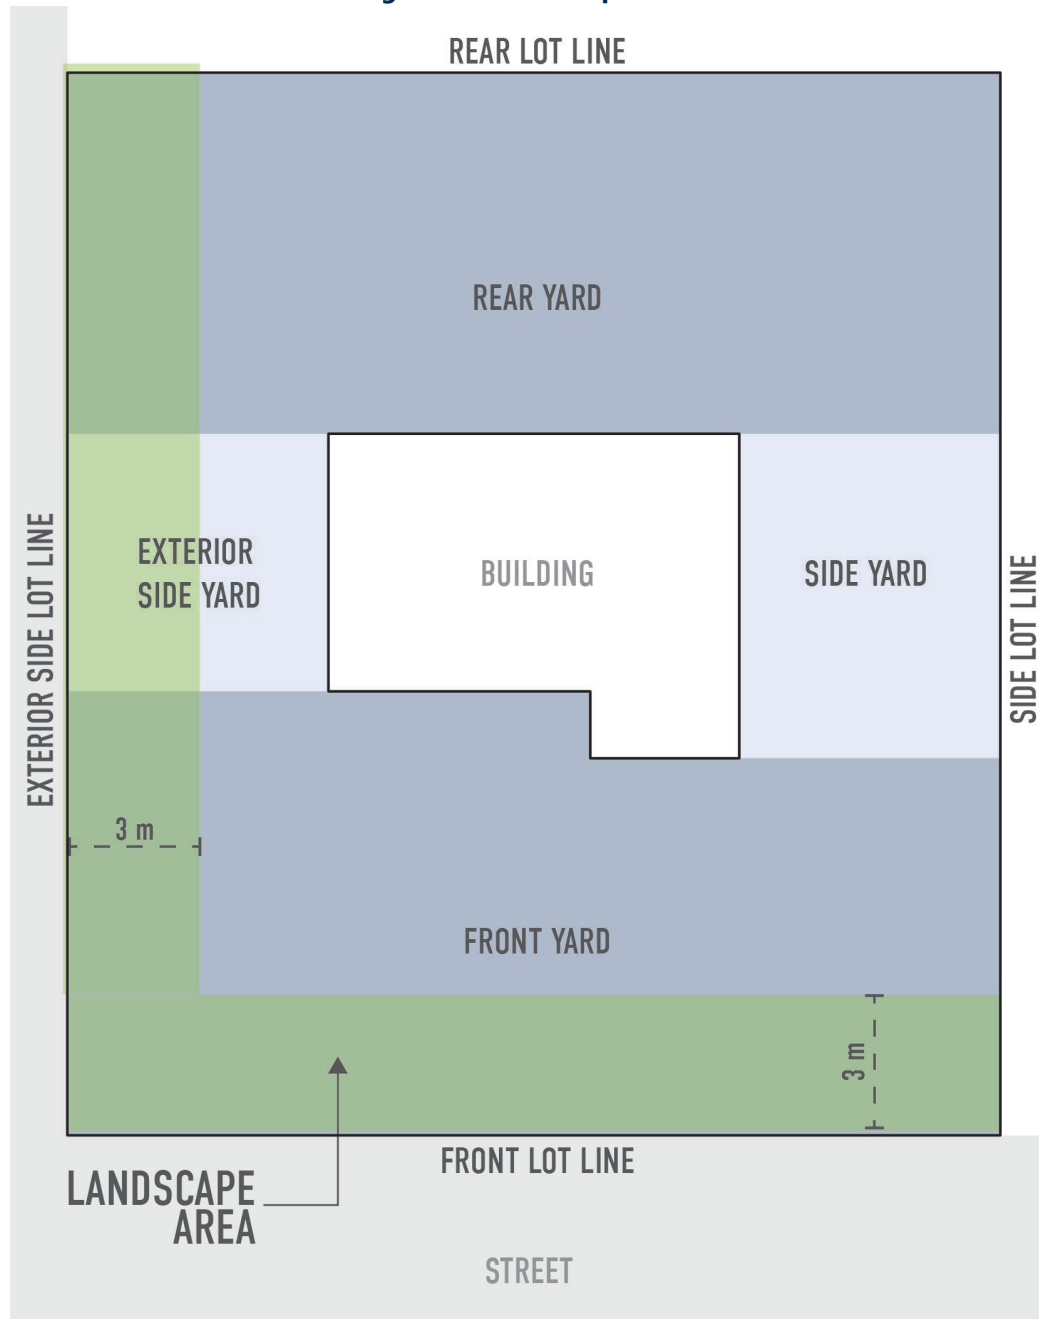 REAR LOT LINE
REAR YARD
EXTERIOR
SIDE YARD
BUILDING
SIDE YARD
EXTERIOR SIDE LOT LINE
SIDE LOT LINE
3 m
FRONT YARD
3 m
FRONT LOT LINE
LANDSCAPE
AREA
STREET